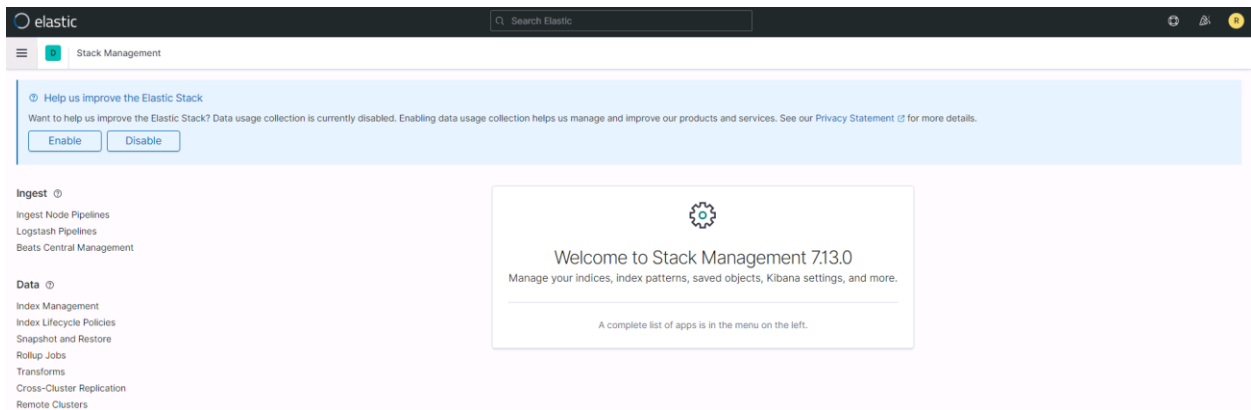 elastic
Search Elastic
R
D
Stack Management
Help us improve the Elastic Stack
Want to help us improve the Elastic Stack? Data usage collection is currently disabled. Enabling data usage collection helps us manage and improve our products and services. See our Privacy Statement for more details.
Enable
Disable
Ingest
Ingest Node Pipelines
Logstash Pipelines
Beats Central Management
Data
Index Management
Index Lifecycle Policies
Snapshot and Restore
Rollup Jobs
Transforms
Cross-Cluster Replication
Remote Clusters
Welcome to Stack Management 7.13.0
Manage your indices, index patterns, saved objects, Kibana settings, and more.
A complete list of apps is in the menu on the left.